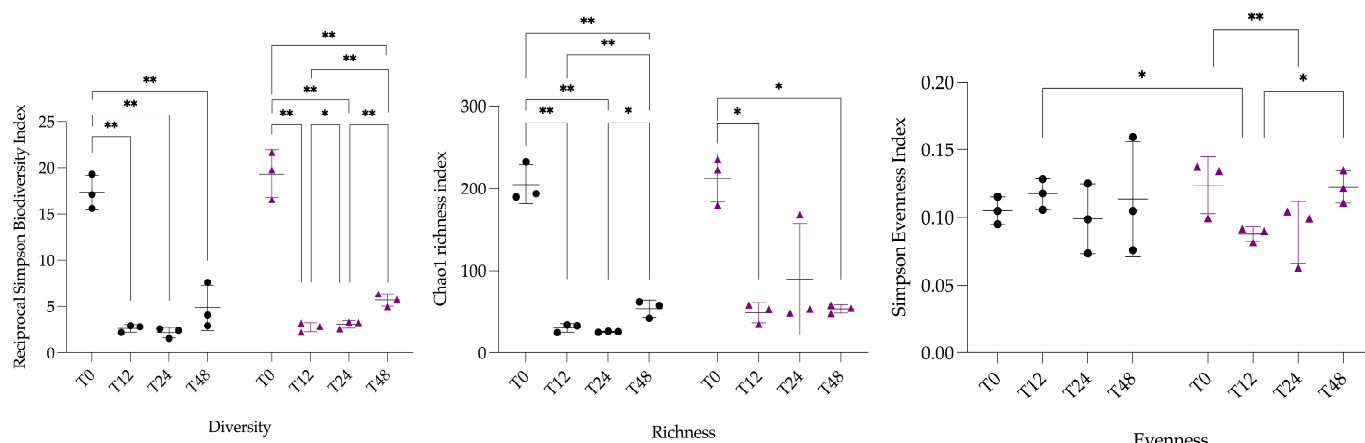 **
**
**
**
**
**
**
*
**
**
**
**
**
25
20
15
10
5
0
Reciprocal Simpson Biodiversity Index
T0
T12
T24
T48
T0
T12
T24
T48
Diversity
**
**
**
**
*
*
*
300
200
100
0
Chao1 richness index
T0
T12
T24
T48
T0
T12
T24
T48
Richness
**
*
*
0.20
0.15
0.10
0.05
0.00
Simpson Evenness Index
T0
T12
T24
T48
T0
T12
T24
T48
Evenness